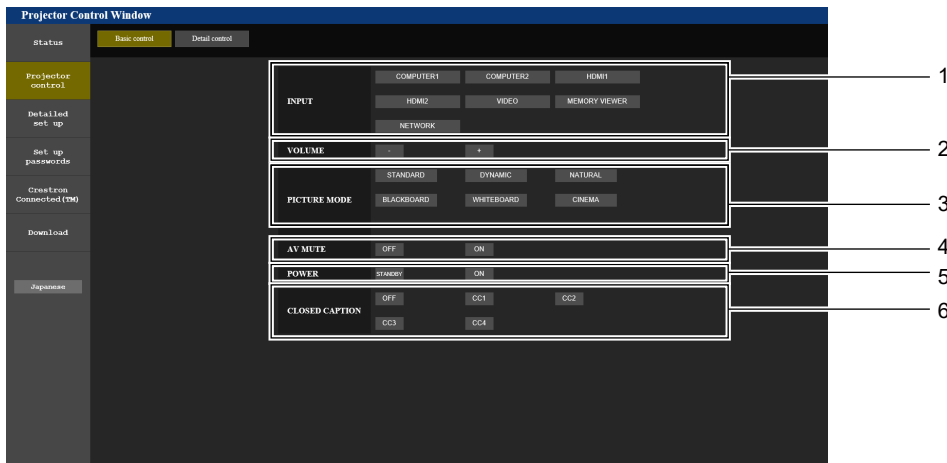 Projector Control Window
Status
Basic control
Detail control
Projector
control
Detailed
set up
Set up
passwords
Crestron
Connected(TM)
Download
Japanese
INPUT
COMPUTER1
COMPUTER2
HDMI1
HDMI2
VIDEO
MEMORY VIEWER
NETWORK
1
VOLUME
-
+
2
PICTURE MODE
STANDARD
DYNAMIC
NATURAL
BLACKBOARD
WHITEBOARD
CINEMA
3
AV MUTE
OFF
ON
4
POWER
STANDBY
ON
5
CLOSED CAPTION
OFF
CC1
CC2
CC3
CC4
6